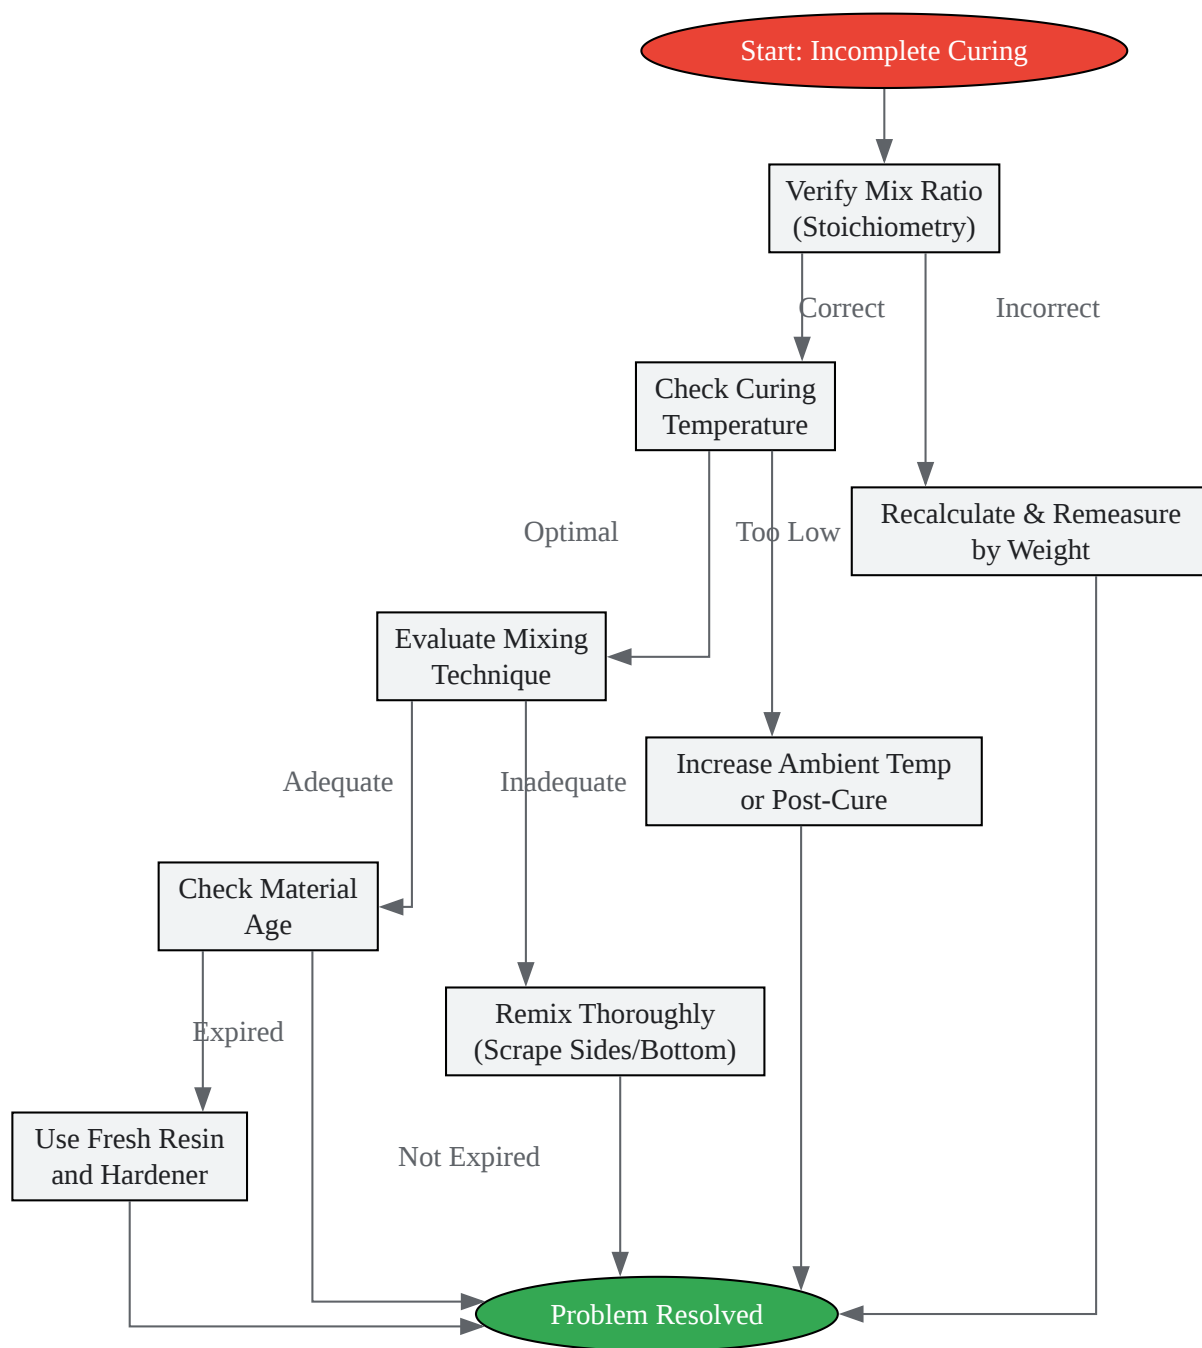 Start: Incomplete Curing
Verify Mix Ratio
(Stoichiometry)
Correct
Incorrect
Check Curing
Temperature
Recalculate & Remeasure
by Weight
Optimal
Too Low
Evaluate Mixing
Technique
Increase Ambient Temp
or Post-Cure
Adequate
Inadequate
Check Material
Age
Remix Thoroughly
(Scrape Sides/Bottom)
Expired
Use Fresh Resin
and Hardener
Not Expired
Problem Resolved